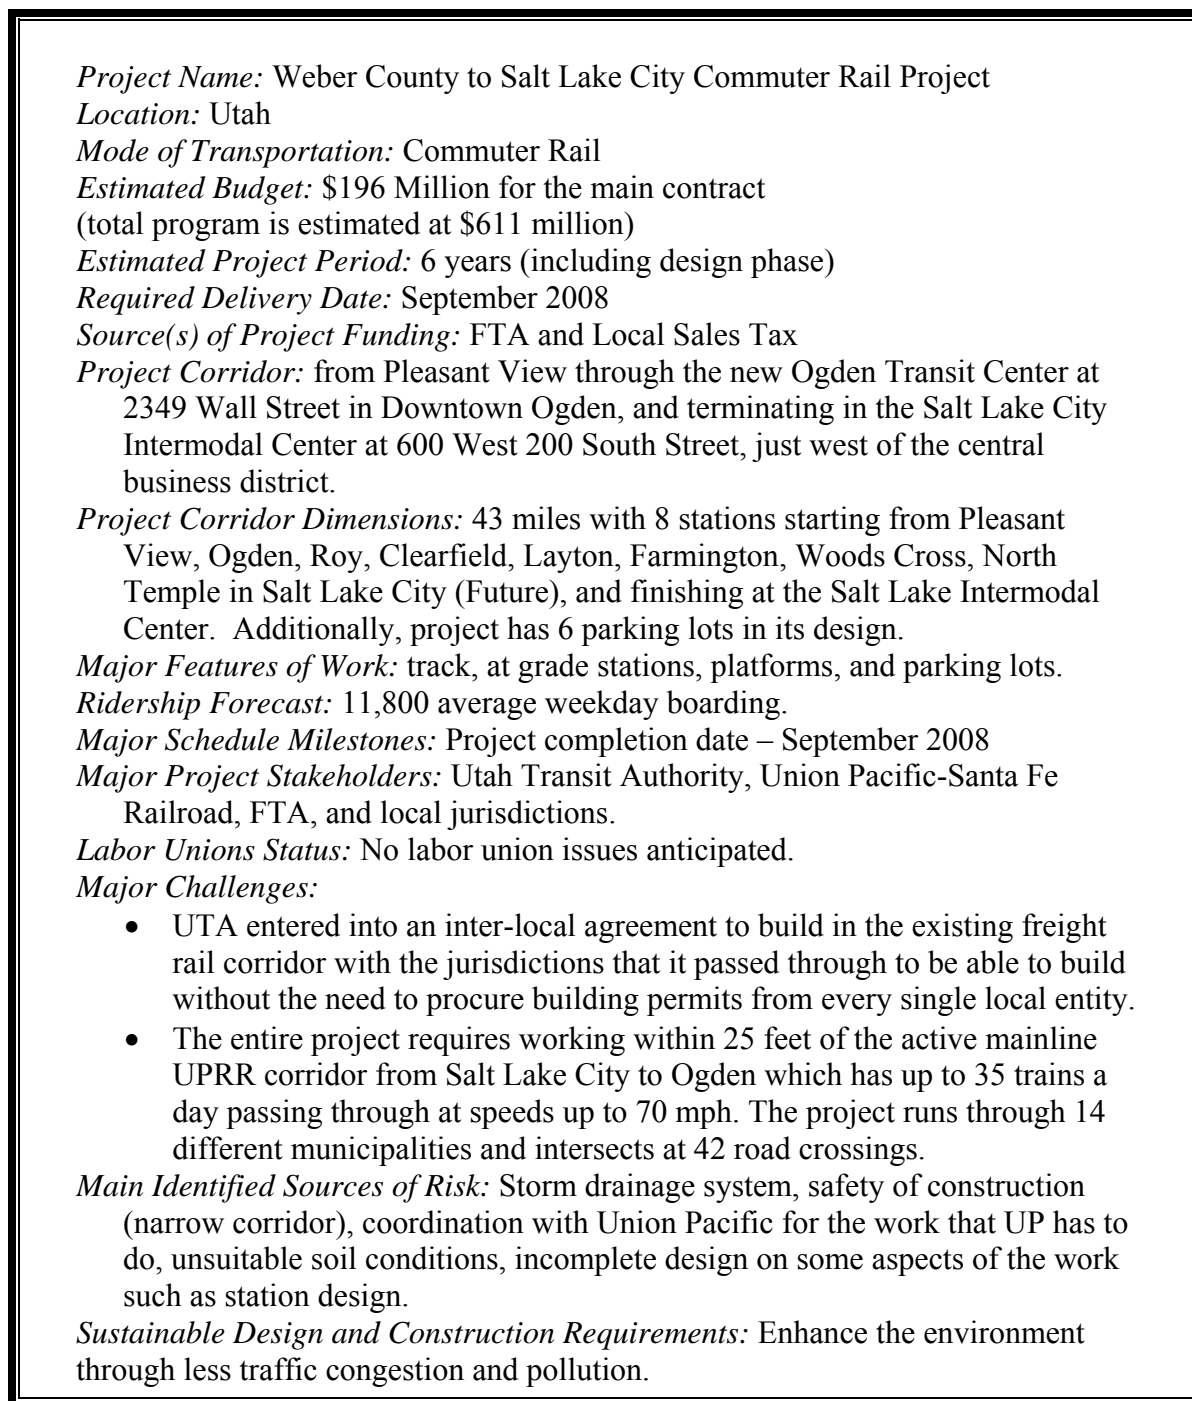 Project Name: Weber County to Salt Lake City Commuter Rail Project
Location: Utah
Mode of Transportation: Commuter Rail
Estimated Budget: $196 Million for the main contract
(total program is estimated at $611 million)
Estimated Project Period: 6 years (including design phase)
Required Delivery Date: September 2008
Source(s) of Project Funding: FTA and Local Sales Tax
Project Corridor: from Pleasant View through the new Ogden Transit Center at
2349 Wall Street in Downtown Ogden, and terminating in the Salt Lake City
Intermodal Center at 600 West 200 South Street, just west of the central
business district.
Project Corridor Dimensions: 43 miles with 8 stations starting from Pleasant
View, Ogden, Roy, Clearfield, Layton, Farmington, Woods Cross, North
Temple in Salt Lake City (Future), and finishing at the Salt Lake Intermodal
Center. Additionally, project has 6 parking lots in its design.
Major Features of Work: track, at grade stations, platforms, and parking lots.
Ridership Forecast: 11,800 average weekday boarding.
Major Schedule Milestones: Project completion date – September 2008
Major Project Stakeholders: Utah Transit Authority, Union Pacific-Santa Fe
Railroad, FTA, and local jurisdictions.
Labor Unions Status: No labor union issues anticipated.
Major Challenges:
• UTA entered into an inter-local agreement to build in the existing freight
rail corridor with the jurisdictions that it passed through to be able to build
without the need to procure building permits from every single local entity.
• The entire project requires working within 25 feet of the active mainline
UPRR corridor from Salt Lake City to Ogden which has up to 35 trains a
day passing through at speeds up to 70 mph. The project runs through 14
different municipalities and intersects at 42 road crossings.
Main Identified Sources of Risk: Storm drainage system, safety of construction
(narrow corridor), coordination with Union Pacific for the work that UP has to
do, unsuitable soil conditions, incomplete design on some aspects of the work
such as station design.
Sustainable Design and Construction Requirements: Enhance the environment
through less traffic congestion and pollution.